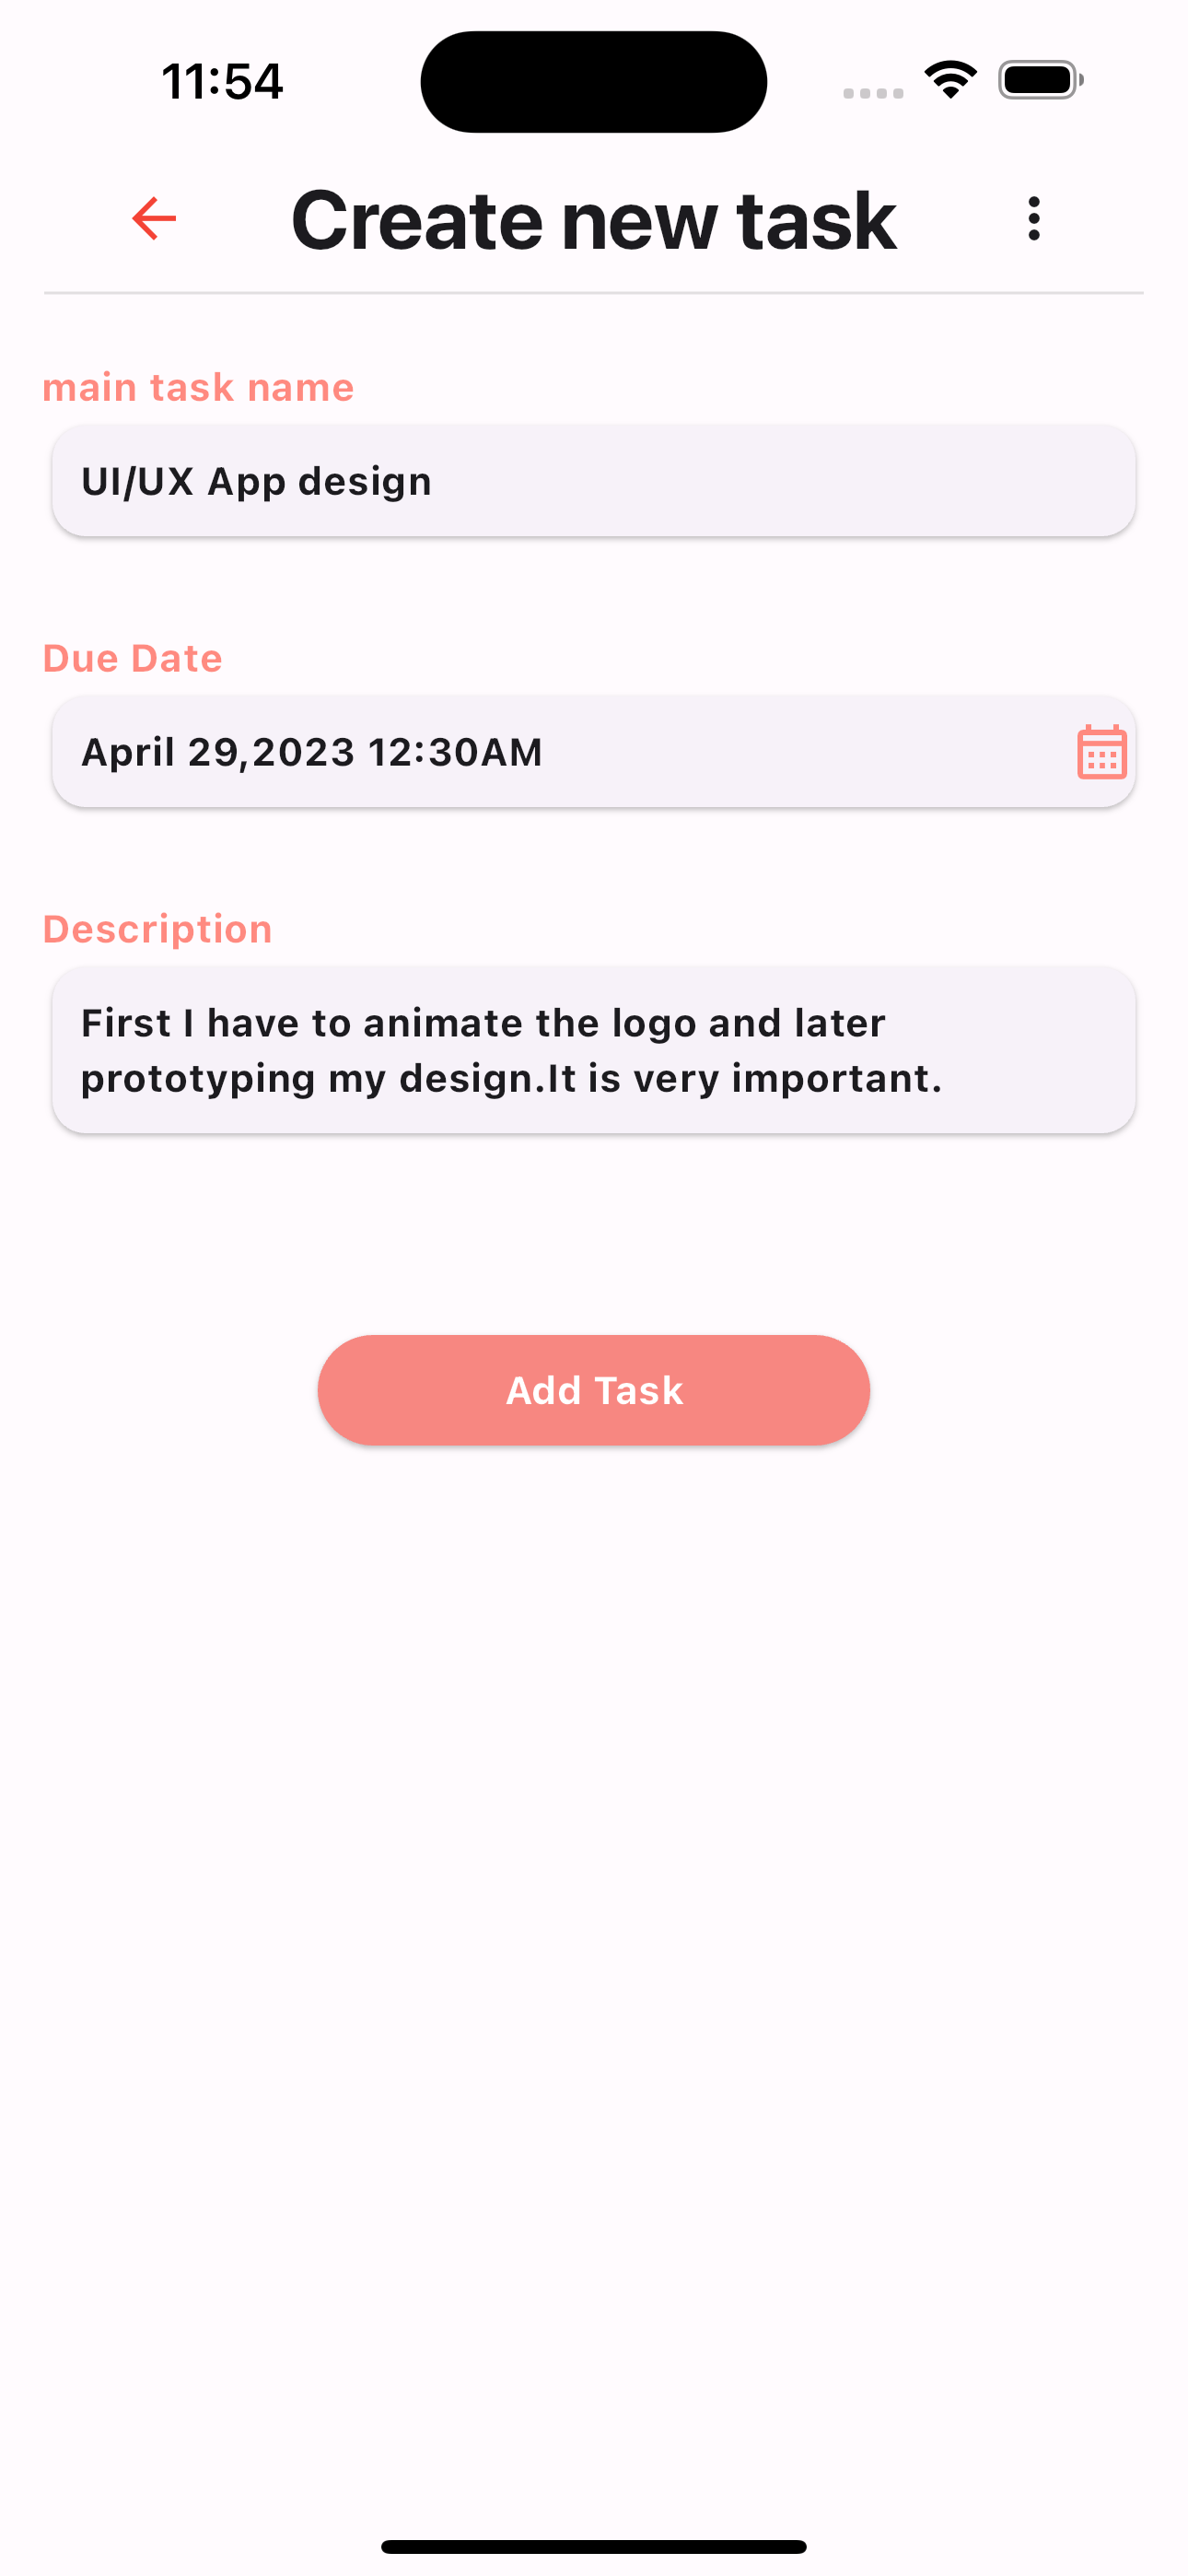 11:54
Create new task
main task name
UI/UX App design
Due Date
April 29,2023 12:30AM
Description
First I have to animate the logo and later
prototyping my design.It is very important.
Add Task